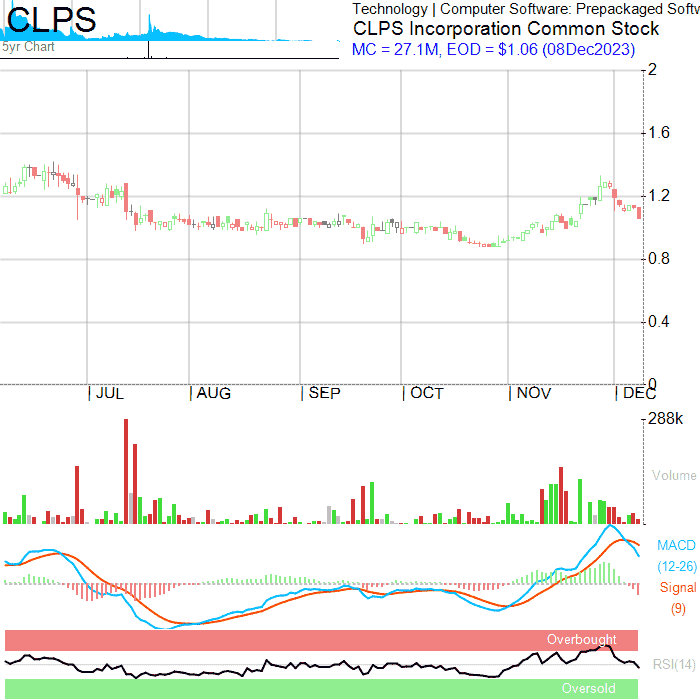 CLPS
5yr Chart
Technology | Computer Software: Prepackaged Softw
CLPS Incorporation Common Stock
MC = 27.1M, EOD = $1.06 (08Dec2023)
2
1.6
1.2
0.8
0.4
0
JUL AUG SEP OCT NOV DEC
288k
Volume
MACD
(12-26)
Signal
(9)
Overbought
RSI(14)
Oversold